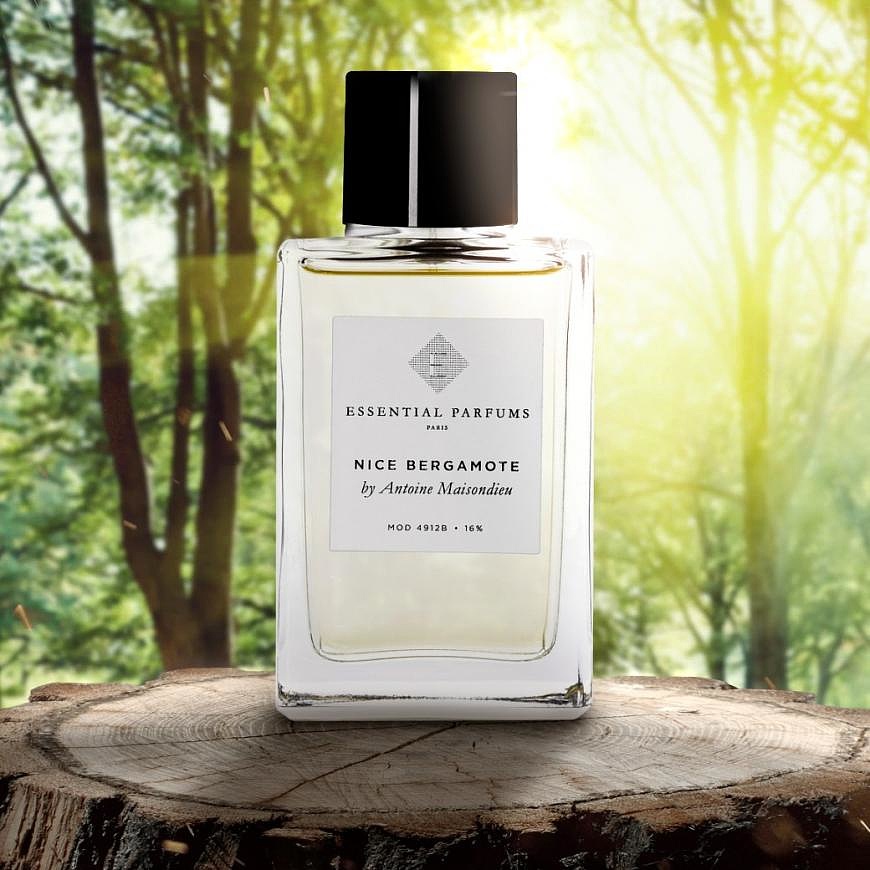 E
ESSENTIAL PARFUMS
PARIS
NICE BERGAMOTE
by Antoine Maisondieu
MOD 4912B • 16%